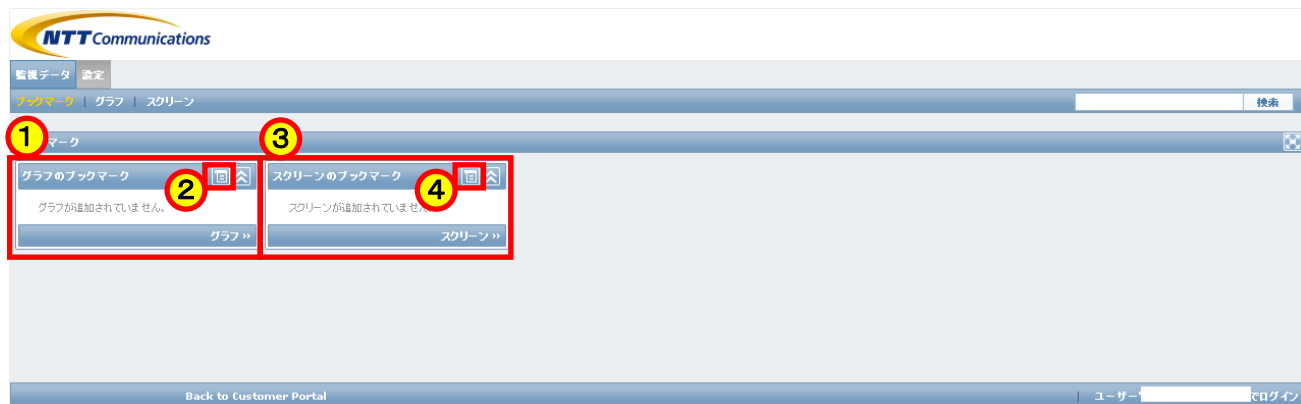 NTT Communications
監視データ 設定
ブックマーク | グラフ | スクリーン 検索
1 マーク 3
グラフのブックマーク 2 スクリーンのブックマーク 4
グラフが追加されていません。 スクリーンが追加されていません
グラフ » スクリーン »
Back to Customer Portal | ユーザー' でログイン